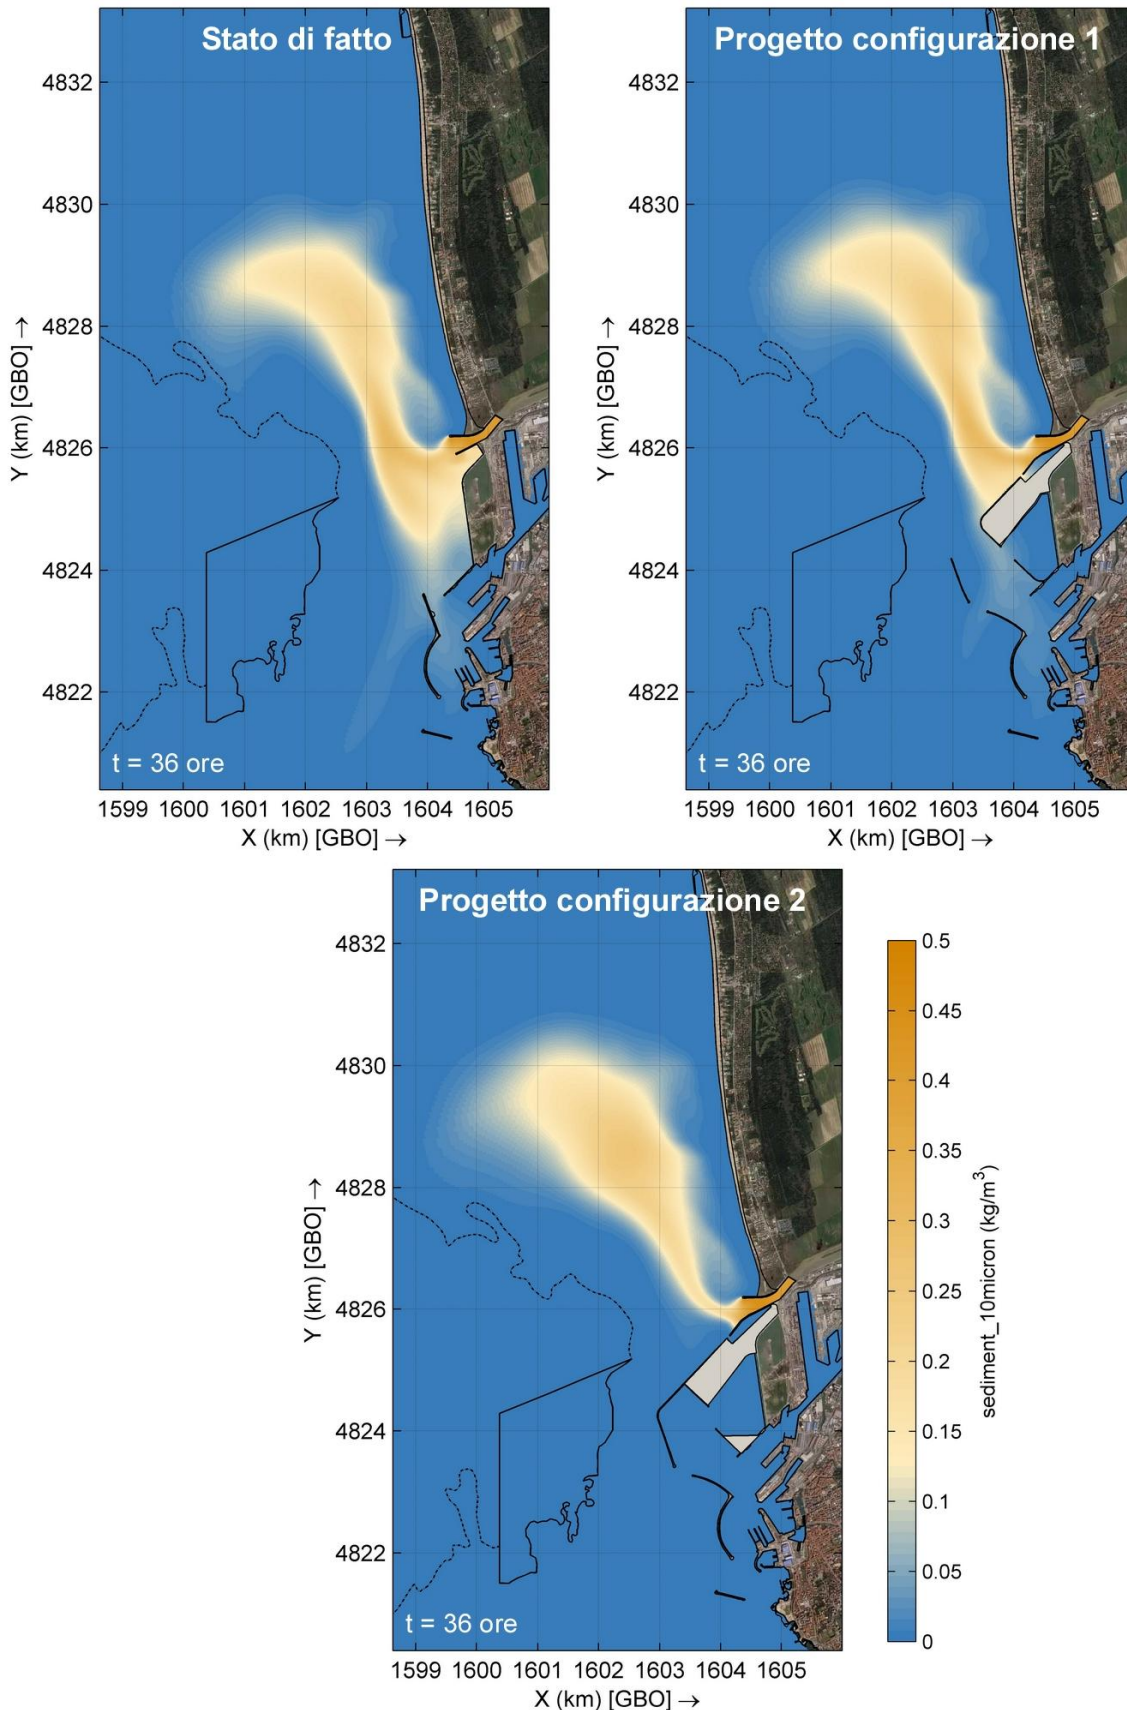 Stato di fatto
4832
4830
4828
4826
4824
4822
Y (km) [GBO] →
t = 36 ore
1599 1600 1601 1602 1603 1604 1605
X (km) [GBO] →
Progetto configurazione 1
4832
4830
4828
4826
4824
4822
Y (km) [GBO] →
t = 36 ore
1599 1600 1601 1602 1603 1604 1605
X (km) [GBO] →
Progetto configurazione 2
4832
4830
4828
4826
4824
4822
Y (km) [GBO] →
t = 36 ore
1599 1600 1601 1602 1603 1604 1605
X (km) [GBO] →
0.5
0.45
0.4
0.35
0.3
0.25
0.2
0.15
0.1
0.05
0
sediment_10micron (kg/m³)